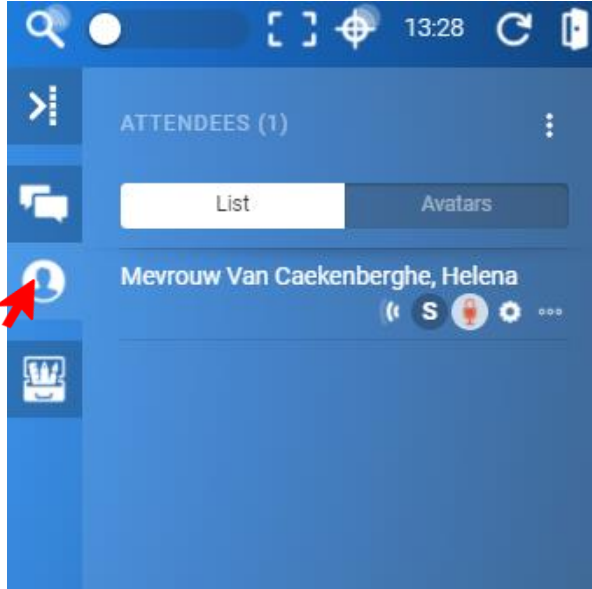 13:28
ATTENDEES (1)
List Avatars
Mevrouw Van Caekenberghe, Helena
S